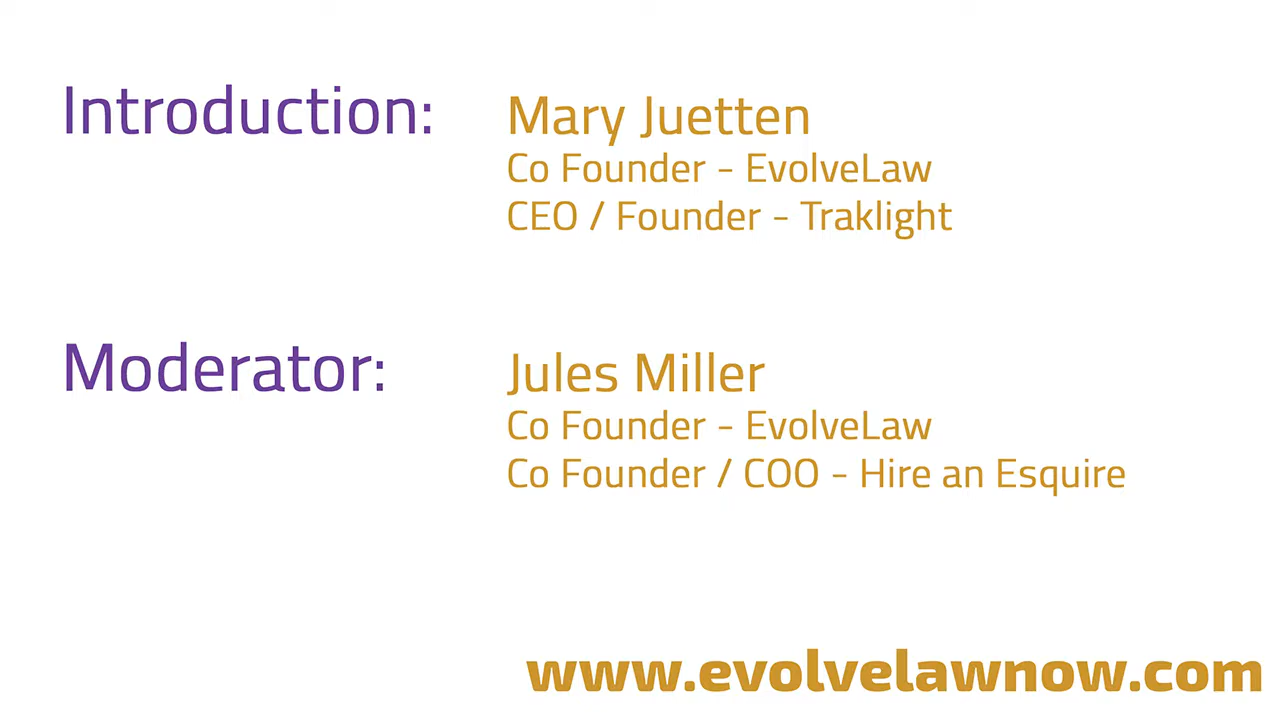 Introduction:
Mary Juetten
Co Founder - EvolveLaw
CEO / Founder - Traklight
Moderator:
Jules Miller
Co Founder - EvolveLaw
Co Founder / COO - Hire an Esquire
www.evolvelawnow.com